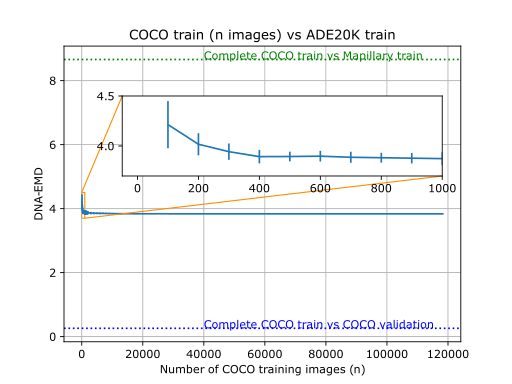 COCO train (n images) vs ADE20K train
Complete COCO train vs Mapillary train
8
6
4
2
0
DNA-EMD
4.5
4.0
0 200 400 600 800 1000
Complete COCO train vs COCO validation
0 20000 40000 60000 80000 100000 120000
Number of COCO training images (n)